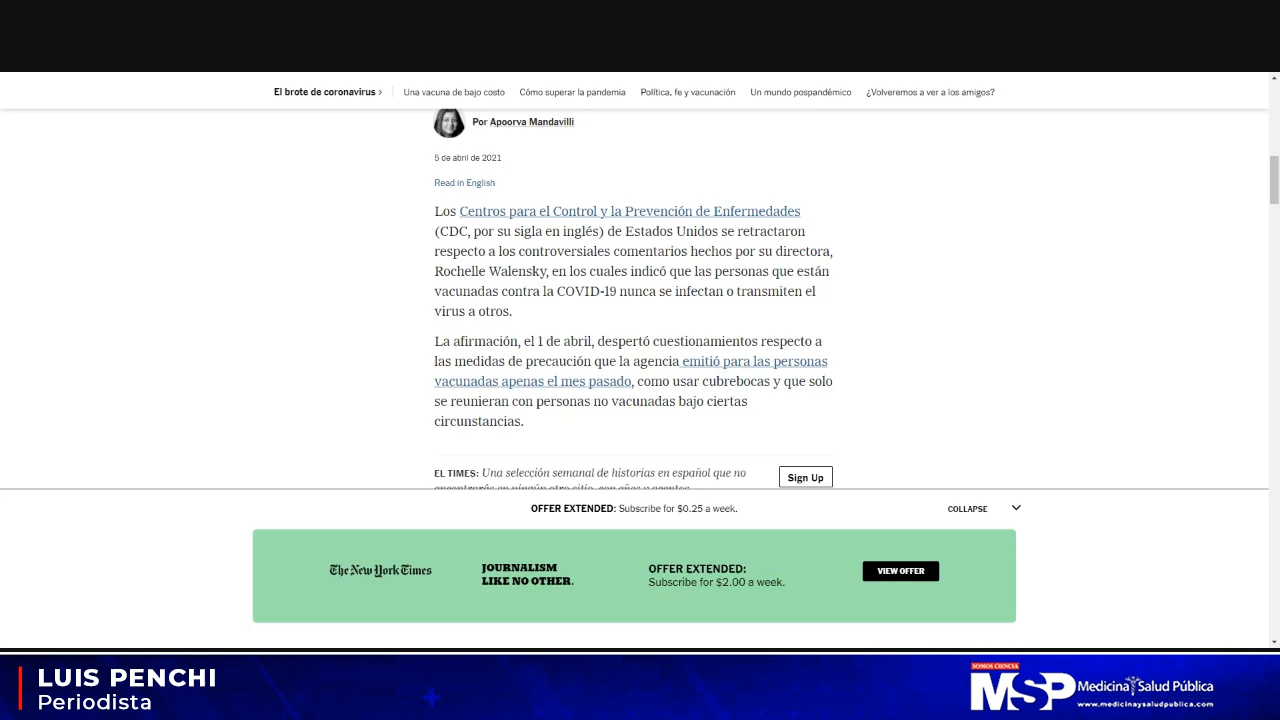 El brote de coronavirus › Una vacuna de bajo costo Cómo superar la pandemia Política, fe y vacunación Un mundo pospandémico ¿Volveremos a ver a los amigos?
Por Apoorva Mandavilli
5 de abril de 2021
Read in English
Los Centros para el Control y la Prevención de Enfermedades
(CDC, por su sigla en inglés) de Estados Unidos se retractaron
respecto a los controversiales comentarios hechos por su directora,
Rochelle Walensky, en los cuales indicó que las personas que están
vacunadas contra la COVID-19 nunca se infectan o transmiten el
virus a otros.
La afirmación, el 1 de abril, despertó cuestionamientos respecto a
las medidas de precaución que la agencia emitió para las personas
vacunadas apenas el mes pasado, como usar cubrebocas y que solo
se reunieran con personas no vacunadas bajo ciertas
circunstancias.
EL TIMES: Una selección semanal de historias en español que no
encontrarás en ningún otro sitio, con eñes y acentos.
Sign Up
OFFER EXTENDED: Subscribe for $0.25 a week.
COLLAPSE
The New York Times
JOURNALISM
LIKE NO OTHER.
OFFER EXTENDED:
Subscribe for $2.00 a week.
VIEW OFFER
LUIS PENCHI
Periodista
SOMOS CIENCIA
MSP Medicina y Salud Pública
www.medicinaysaludpublica.com